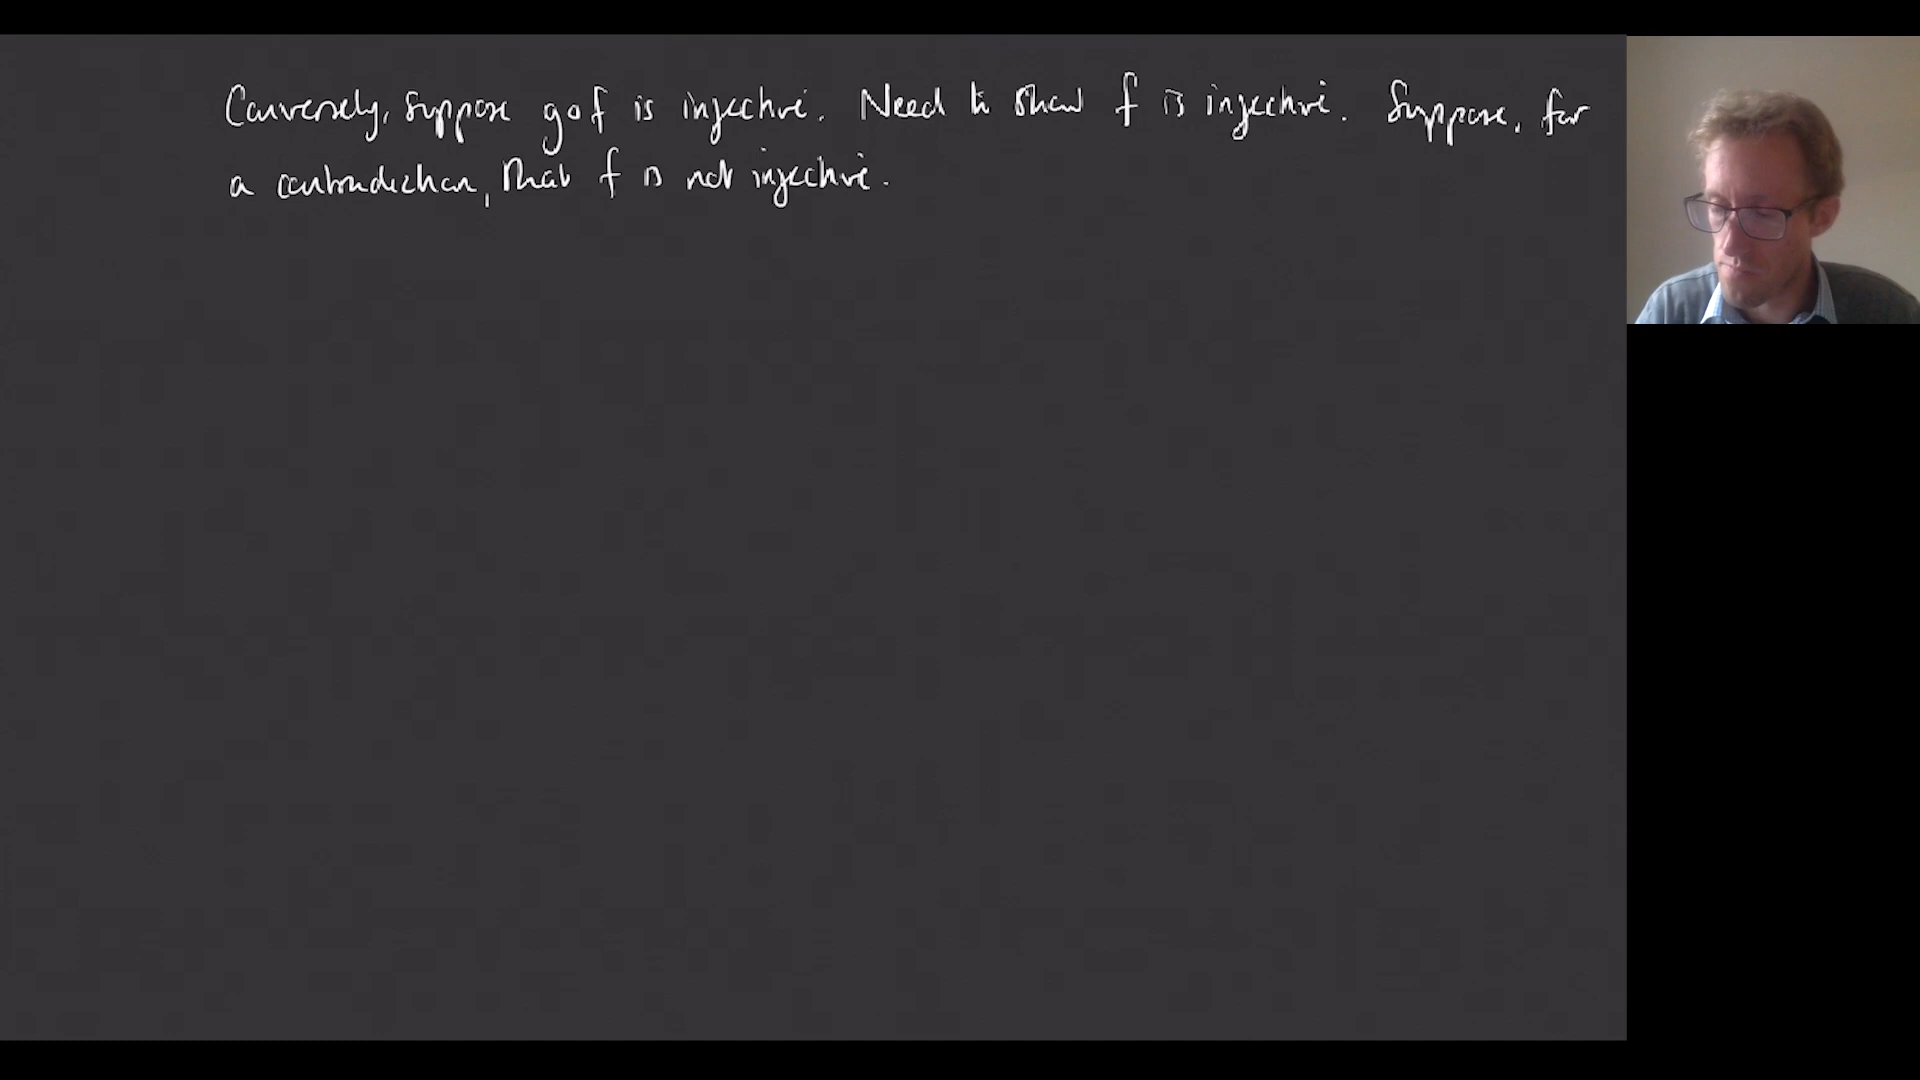 Conversely, suppose g∘f is injective. Need to show f is injective. Suppose, for
a contradiction, that f is not injective.